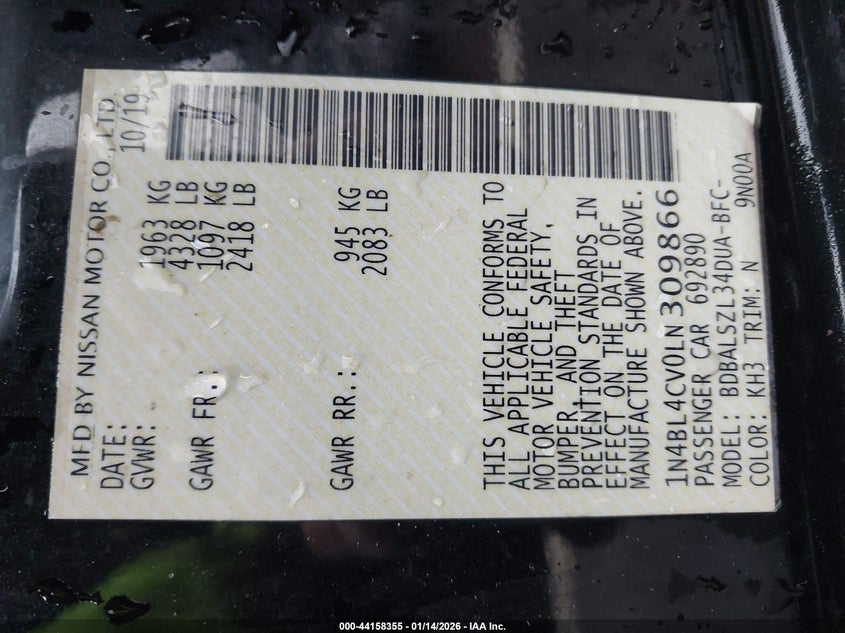 MFD BY NISSAN MOTOR CO., LTD.
DATE: 10/19
GVWR: 1963 KG
4328 LB
GAWR FR.: 1097 KG
2418 LB
GAWR RR.: 945 KG
2083 LB
THIS VEHICLE CONFORMS TO
ALL APPLICABLE FEDERAL
MOTOR VEHICLE SAFETY,
BUMPER, AND THEFT
PREVENTION STANDARDS IN
EFFECT ON THE DATE OF
MANUFACTURE SHOWN ABOVE.
1N4BL4CV0LN309866
PASSENGER CAR 692890
MODEL: BDBALSZL34DUA-BFC-
COLOR: KH3 TRIM: N 9N00A
000-44158355 - 01/14/2026 - IAA Inc.